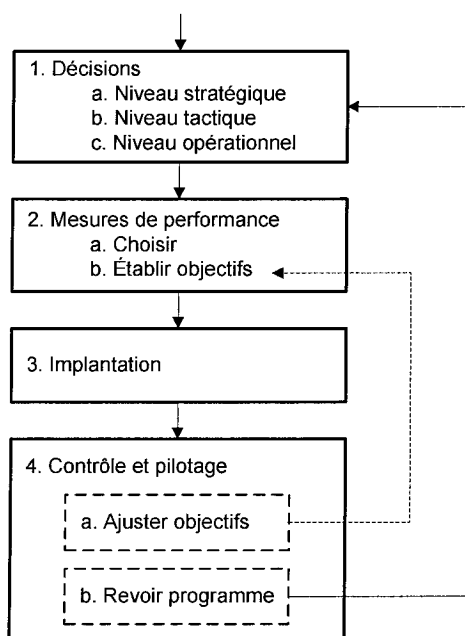 1. Décisions
a. Niveau stratégique
b. Niveau tactique
c. Niveau opérationnel
2. Mesures de performance
a. Choisir
b. Établir objectifs
3. Implantation
4. Contrôle et pilotage
a. Ajuster objectifs
b. Revoir programme